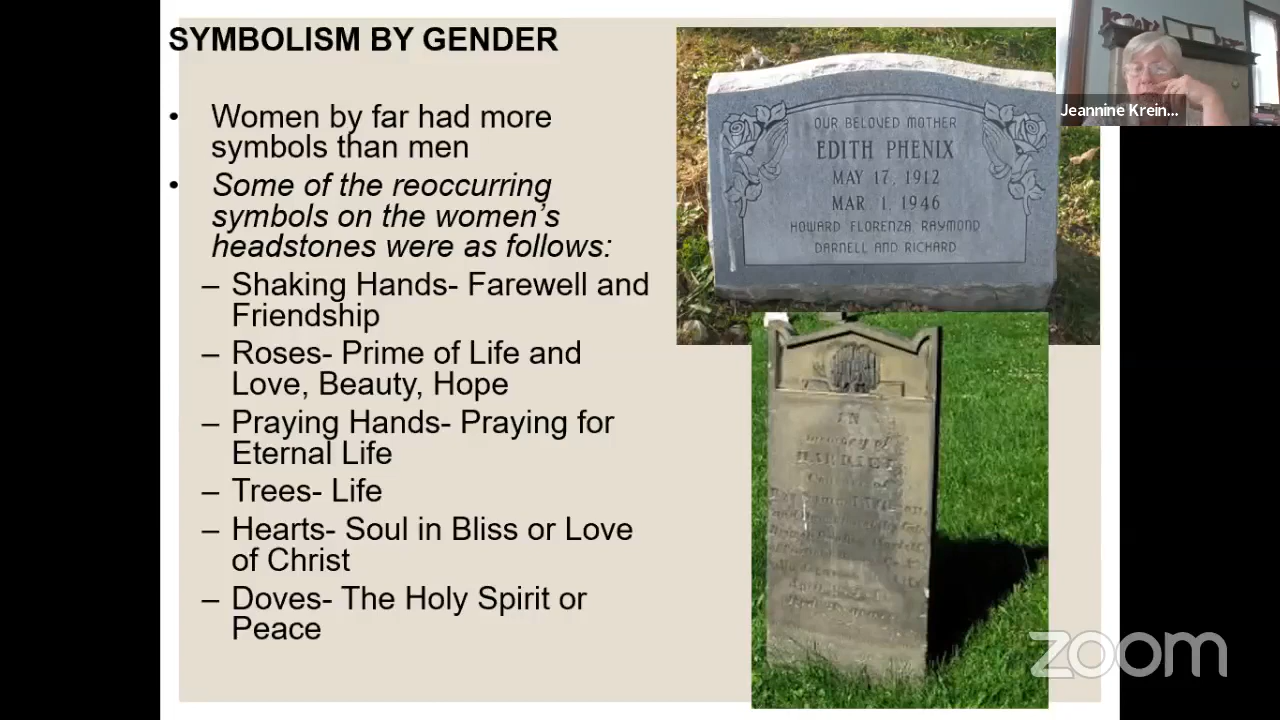 SYMBOLISM BY GENDER
• Women by far had more
symbols than men
• Some of the reoccurring
symbols on the women's
headstones were as follows:
– Shaking Hands- Farewell and
Friendship
– Roses- Prime of Life and
Love, Beauty, Hope
– Praying Hands- Praying for
Eternal Life
– Trees- Life
– Hearts- Soul in Bliss or Love
of Christ
– Doves- The Holy Spirit or
Peace
OUR BELOVED MOTHER
EDITH PHENIX
MAY 17, 1912
MAR 1, 1946
HOWARD FLORENZA RAYMOND
DARNELL AND RICHARD
IN
memory of
HARRIET
Jeannine Krein...
zoom